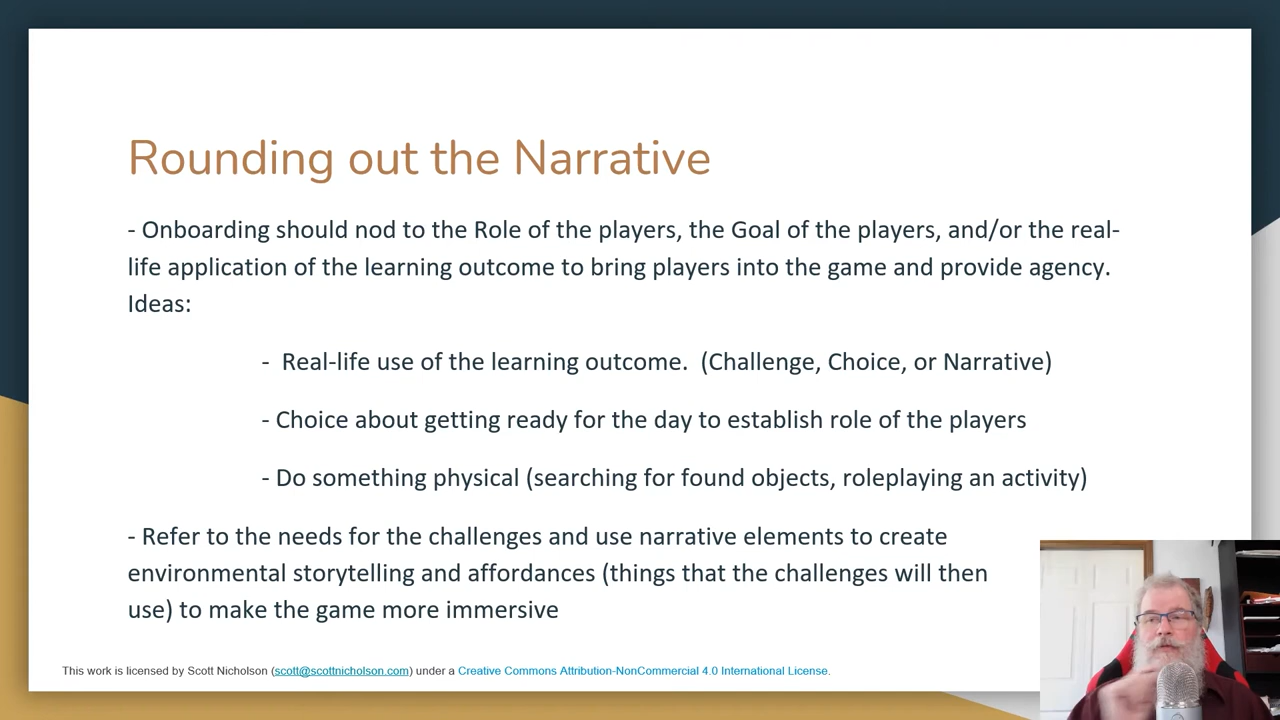 Rounding out the Narrative
- Onboarding should nod to the Role of the players, the Goal of the players, and/or the real-
life application of the learning outcome to bring players into the game and provide agency.
Ideas:
- Real-life use of the learning outcome. (Challenge, Choice, or Narrative)
- Choice about getting ready for the day to establish role of the players
- Do something physical (searching for found objects, roleplaying an activity)
- Refer to the needs for the challenges and use narrative elements to create
environmental storytelling and affordances (things that the challenges will then
use) to make the game more immersive
This work is licensed by Scott Nicholson (scott@scottnicholson.com) under a Creative Commons Attribution-NonCommercial 4.0 International License.